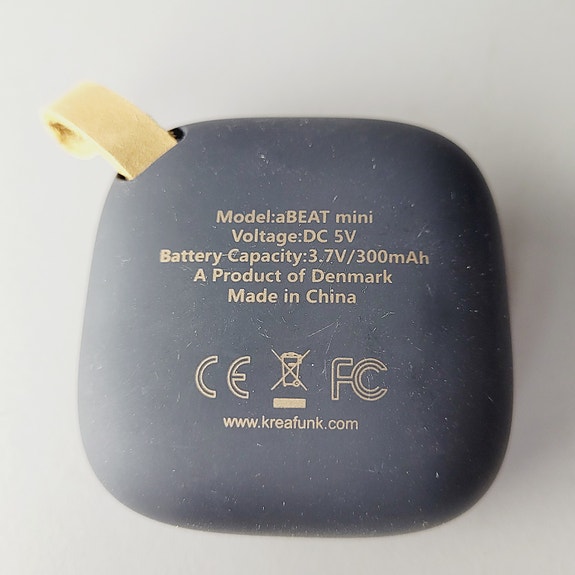 Model:aBEAT mini
Voltage:DC 5V
Battery Capacity:3.7V/300mAh
A Product of Denmark
Made in China
CE FC
www.kreafunk.com